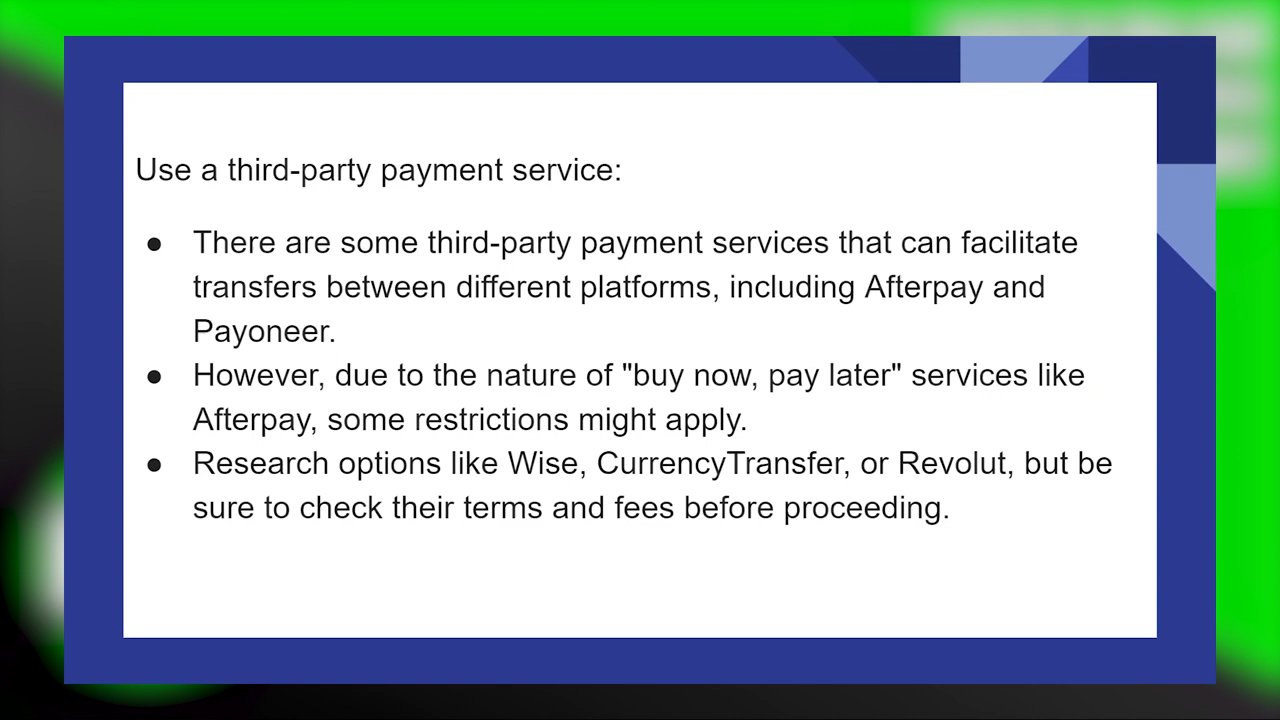 Use a third-party payment service:
● There are some third-party payment services that can facilitate
transfers between different platforms, including Afterpay and
Payoneer.
● However, due to the nature of "buy now, pay later" services like
Afterpay, some restrictions might apply.
● Research options like Wise, CurrencyTransfer, or Revolut, but be
sure to check their terms and fees before proceeding.